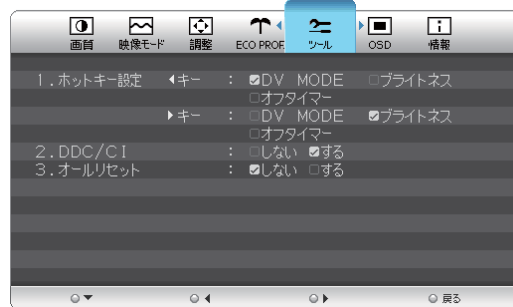 画質 映像モード 調整 ECO PROF. ツール OSD 情報
1.ホットキー設定 ◀キー : ☑DV MODE □ブライトネス
□オフタイマー
▶キー : □DV MODE ☑ブライトネス
□オフタイマー
2.DDC/CI : □しない ☑する
3.オールリセット : ☑しない □する
戻る